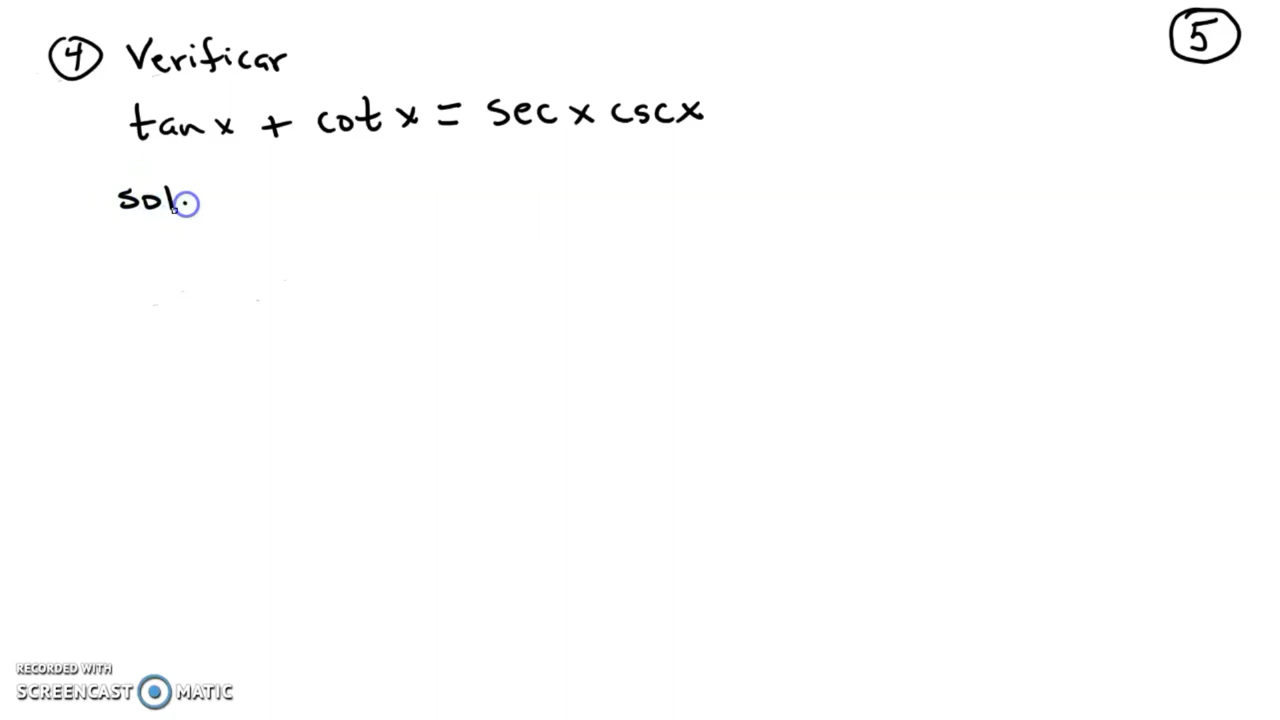 5
4 Verificar
tan x + cot x = sec x csc x
sol
RECORDED WITH
SCREENCAST MATIC